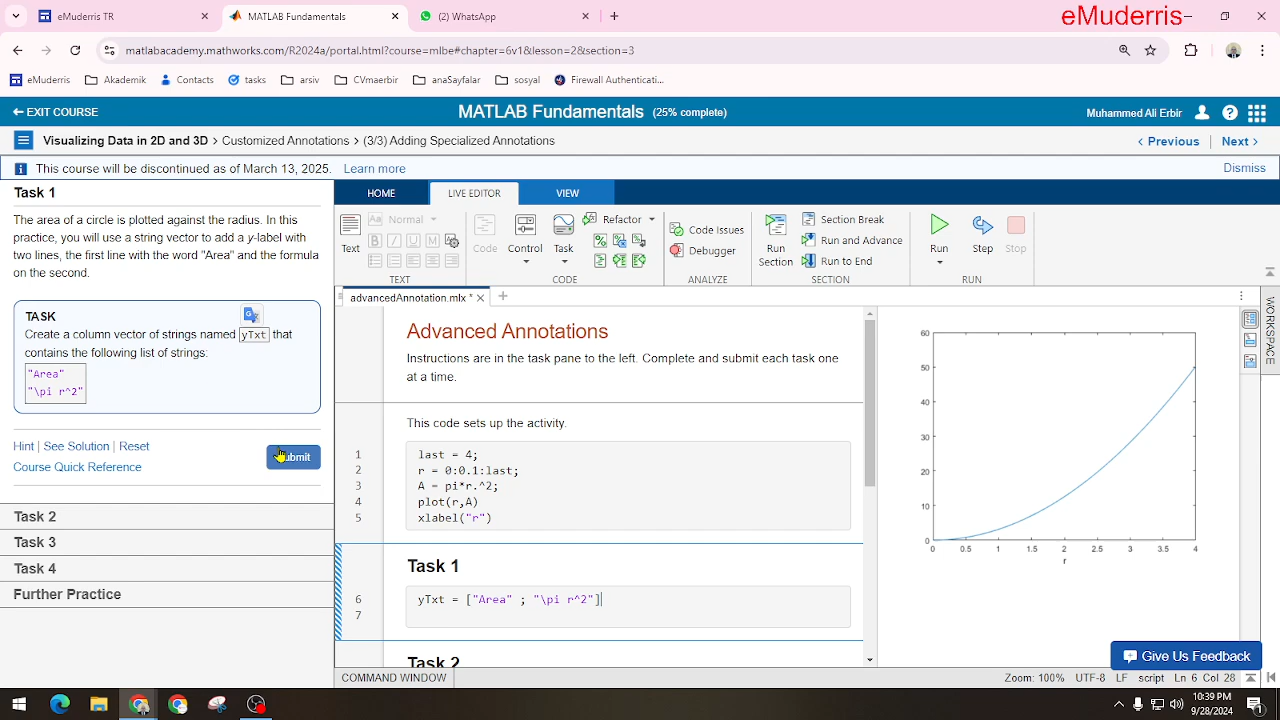 eMuderris TR
MATLAB Fundamentals
(2) WhatsApp
eMuderris
matlabacademy.mathworks.com/R2024a/portal.html?course=mlbe#chapter=6v1&lesson=2&section=3
eMuderris Akademik Contacts tasks arsiv CVmaerbir anaSayfalar sosyal Firewall Authenticati...
EXIT COURSE
MATLAB Fundamentals (25% complete)
Muhammed Ali Erbir
Visualizing Data in 2D and 3D > Customized Annotations > (3/3) Adding Specialized Annotations
< Previous | Next >
This course will be discontinued as of March 13, 2025. Learn more
Dismiss
Task 1
The area of a circle is plotted against the radius. In this
practice, you will use a string vector to add a y-label with
two lines, the first line with the word "Area" and the formula
on the second.
TASK
Create a column vector of strings named yTxt that
contains the following list of strings.
"Area"
"\pi r^2"
Hint | See Solution | Reset
Course Quick Reference
Submit
Task 2
Task 3
Task 4
Further Practice
HOME LIVE EDITOR VIEW
Text
Aa Normal
B I U M
TEXT
Code Control Task
Refactor
CODE
Code Issues
Debugger
ANALYZE
Run
Section
Section Break
Run and Advance
Run to End
SECTION
Run Step Stop
RUN
advancedAnnotation.mlx *
WORKSPACE
Advanced Annotations
Instructions are in the task pane to the left. Complete and submit each task one
at a time.
This code sets up the activity.
1 last = 4;
2 r = 0:0.1:last;
3 A = pi*r.^2;
4 plot(r,A)
5 xlabel("r")
Task 1
6 yTxt = ["Area" ; "\pi r^2"]
7
Task 2
60
50
40
30
20
10
0
0 0.5 1 1.5 2 2.5 3 3.5 4
r
Give Us Feedback
COMMAND WINDOW
Zoom: 100% UTF-8 LF script Ln 6 Col 28
10:39 PM
9/28/2024